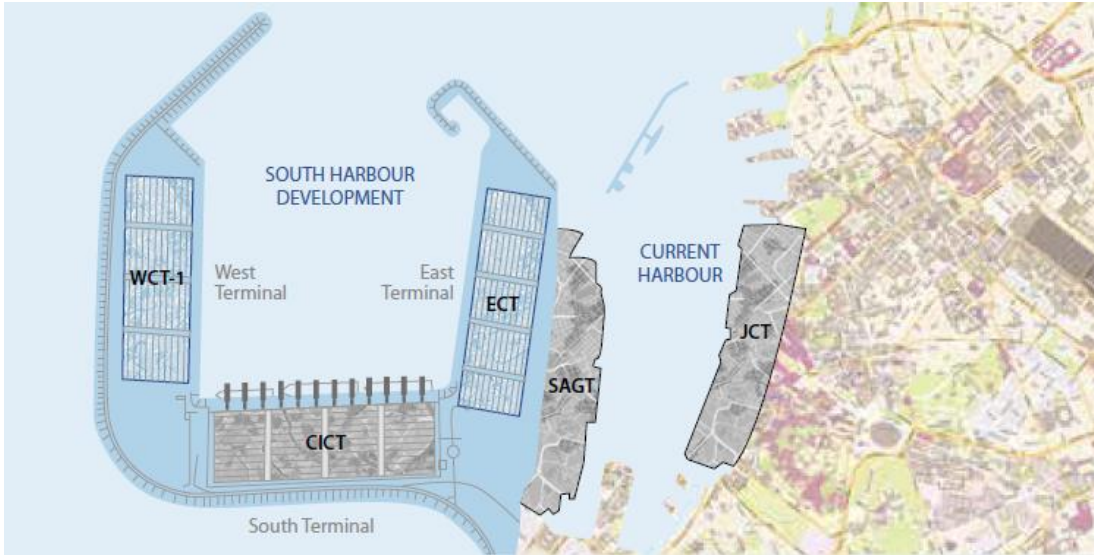 SOUTH HARBOUR
DEVELOPMENT
CURRENT
HARBOUR
WCT-1
West
Terminal
East
Terminal
ECT
JCT
SAGT
CICT
South Terminal